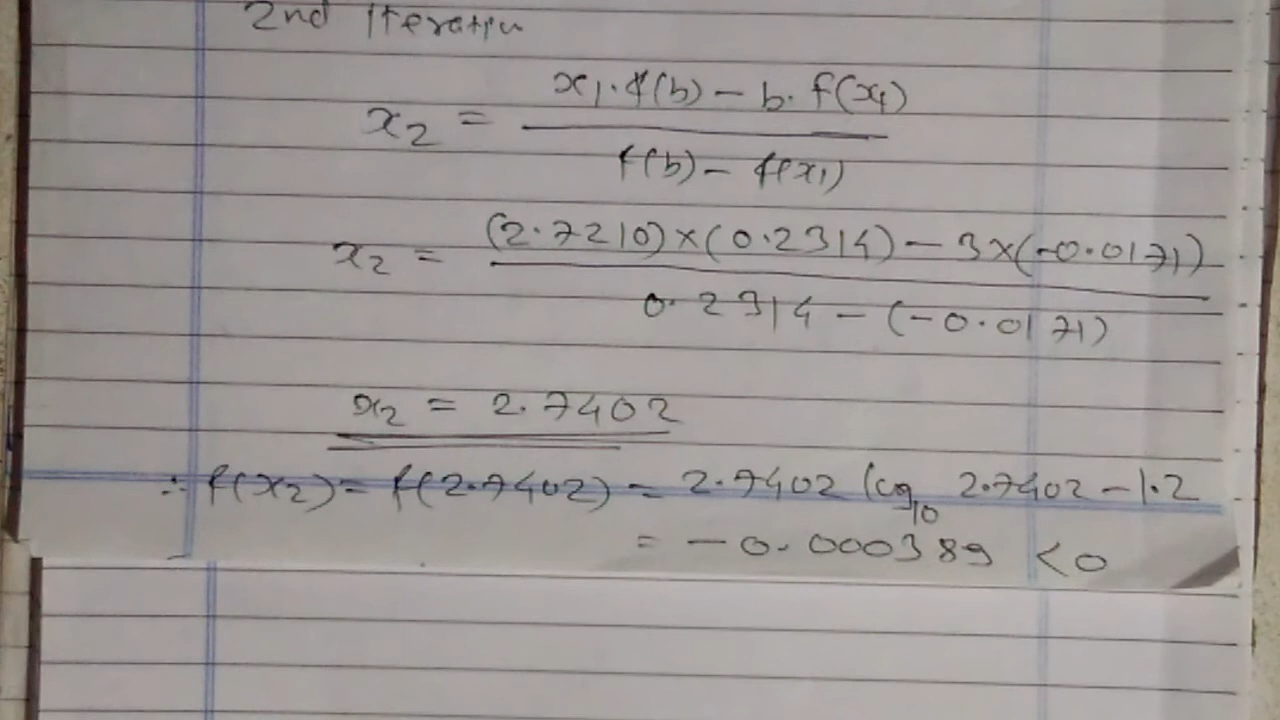 2nd Iteration
x₁.f(b) - b. f(x₁)
x₂ =
f(b) - f(x₁)
(2.7210)×(0.2314) - 3×(-0.0171)
x₂ =
0.2314 - (-0.0171)
x₂ = 2.7402
∴ f(x₂) = f(2.7402) = 2.7402 log₁₀ 2.7402 - 1.2
= -0.000389 <0